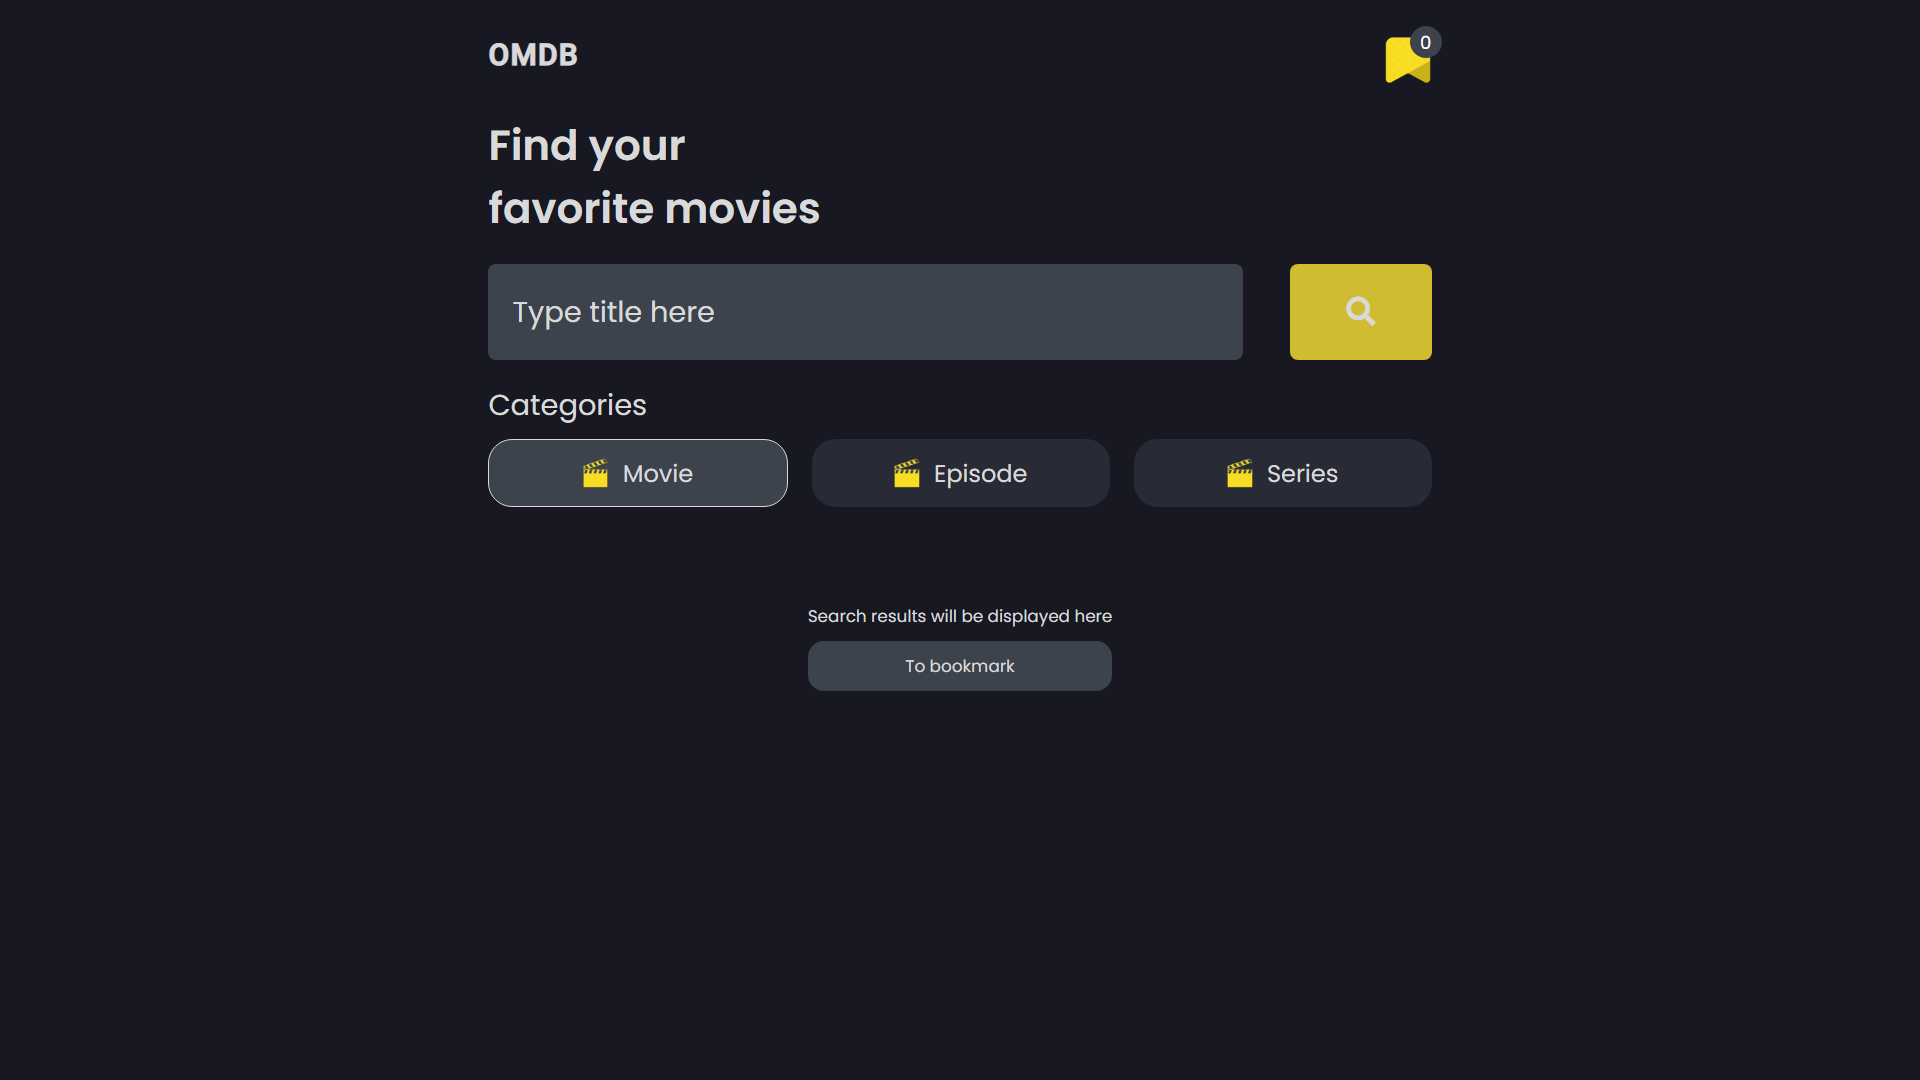 OMDB
0
Find your
favorite movies
Type title here
Categories
Movie
Episode
Series
Search results will be displayed here
To bookmark